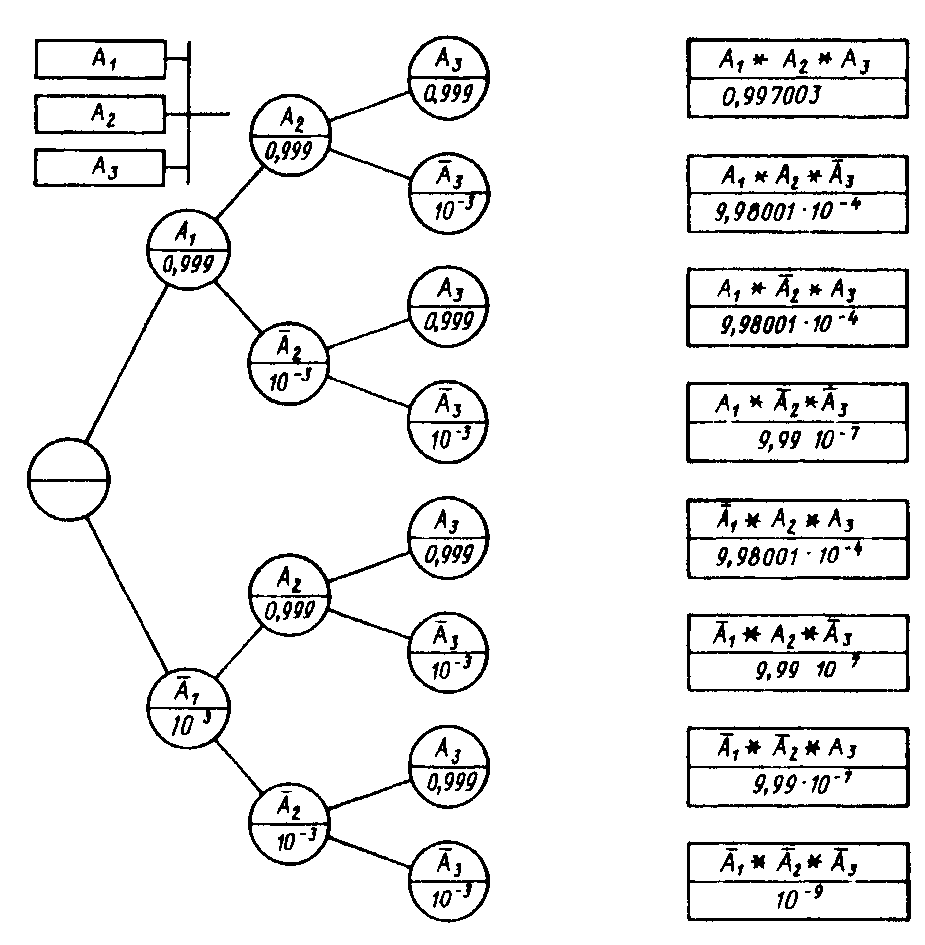 A₁
A₂
A₃
A₁
0,999
Ā₁
10 ³
A₂
0,999
Ā₂
10⁻³
A₂
0,999
Ā₂
10⁻³
A₃
0,999
Ā₃
10⁻³
A₃
0,999
Ā₃
10⁻³
A₃
0,999
Ā₃
10⁻³
A₃
0,999
Ā₃
10⁻³
A₁ * A₂ * A₃
0,997003
A₁ * A₂ * Ā₃
9,98001 · 10⁻⁴
A₁ * Ā₂ * A₃
9,98001 · 10⁻⁴
A₁ * Ā₂ * Ā₃
9,99 10⁻⁷
Ā₁ * A₂ * A₃
9,98001 · 10⁻⁴
Ā₁ * A₂ * Ā₃
9,99 10 ⁷
Ā₁ * Ā₂ * A₃
9,99 · 10⁻⁷
Ā₁ * Ā₂ * Ā₃
10⁻⁹